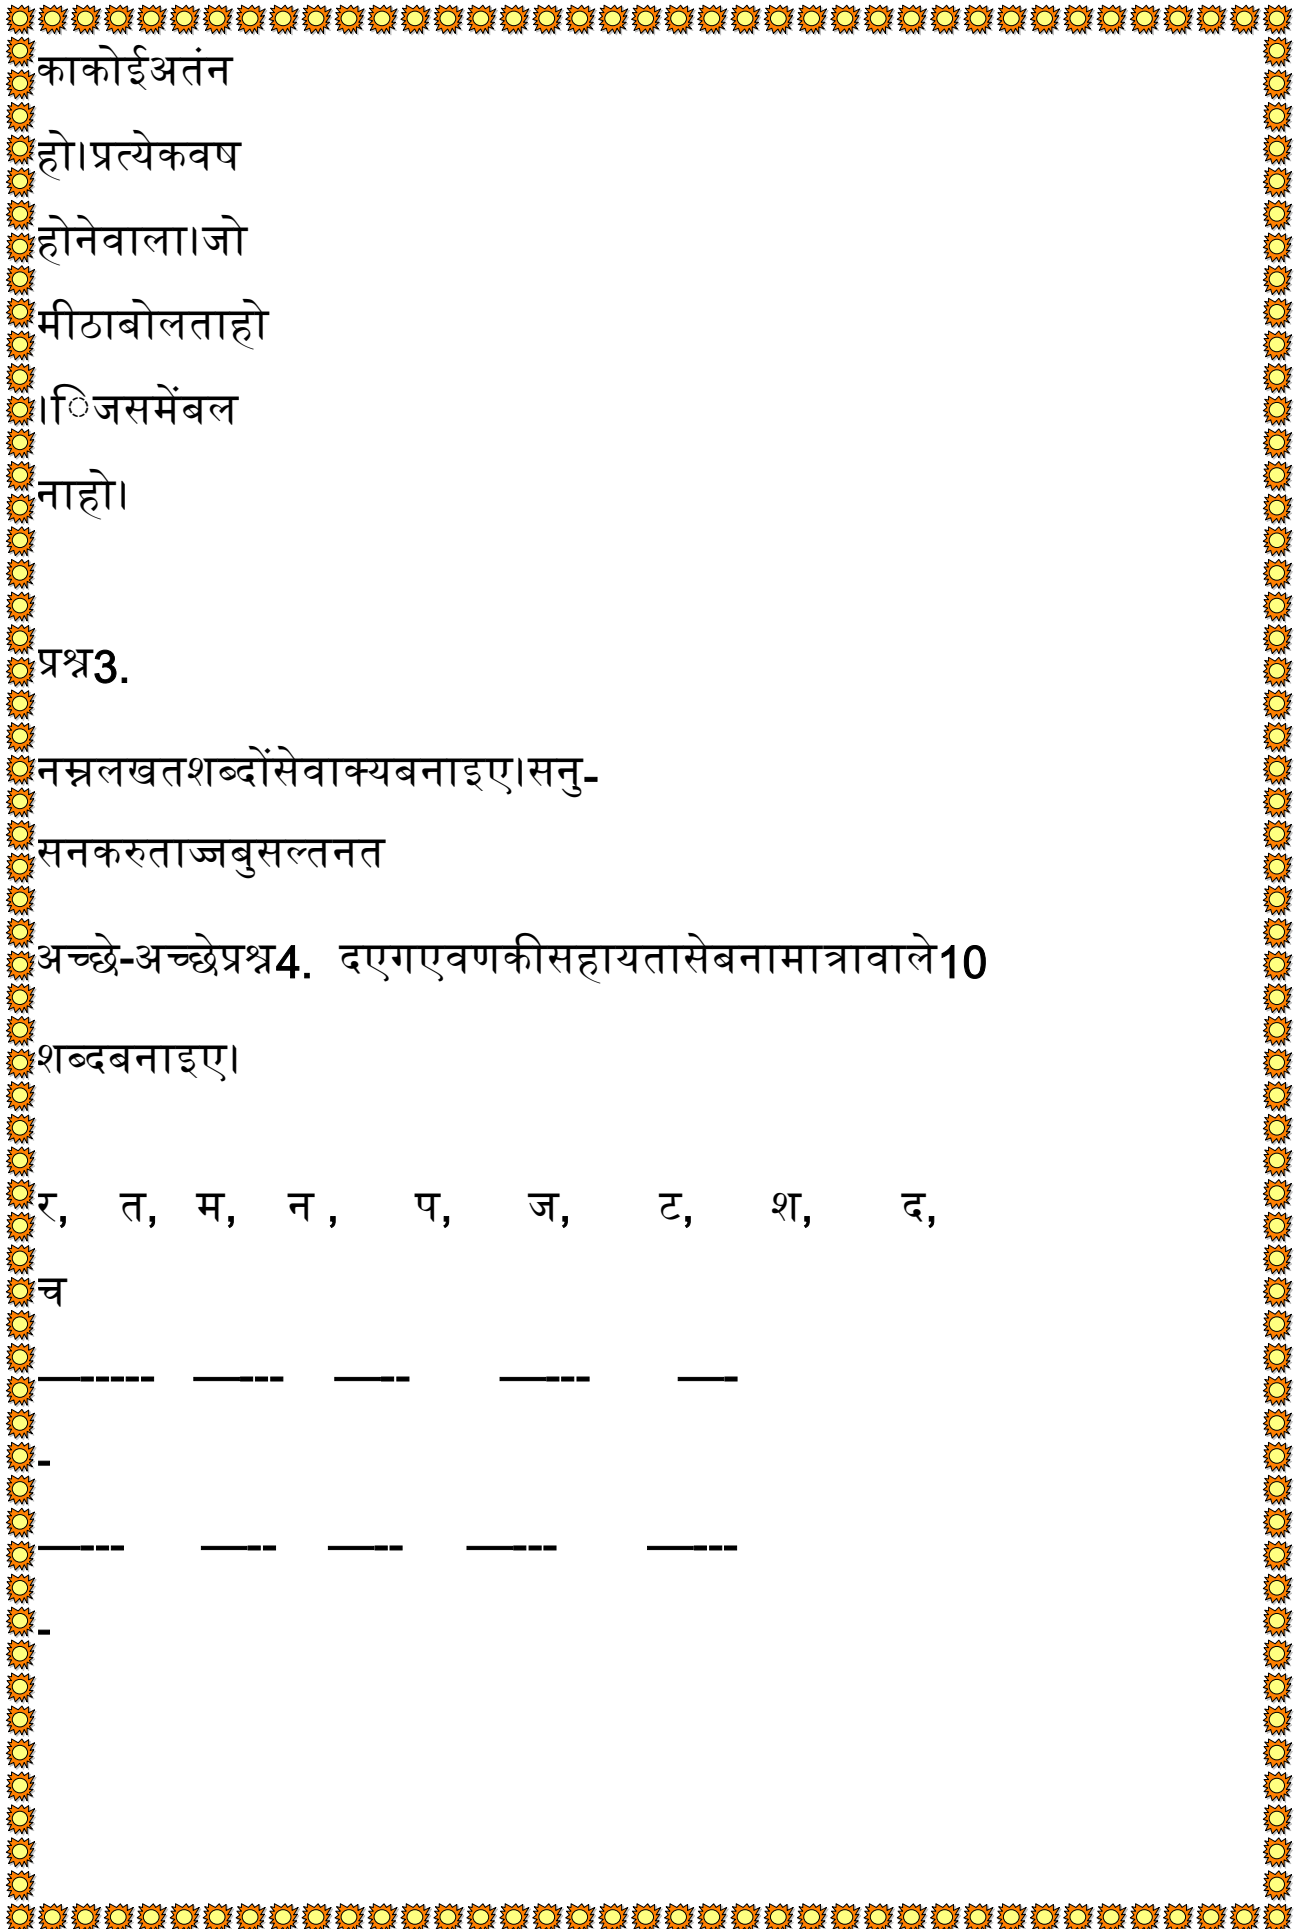 काकोईअतंन
हो।प्रत्येकवष
होनेवाला।जो
मीठाबोलताहो
।िजसमेंबल
नाहो।
प्रश्न3.
नम्नलखतशब्दोंसेवाक्यबनाइए।सनु-
सनकरुताज्जबुसल्तनत
अच्छे-अच्छेप्रश्न4. दएगएवणकीसहायतासेबनामात्रावाले10
शब्दबनाइए।
र, त, म, न , प, ज, ट, श, द,
च
—----- —--- —-- —--- —-
-
—--- —-- —-- —--- —---
-